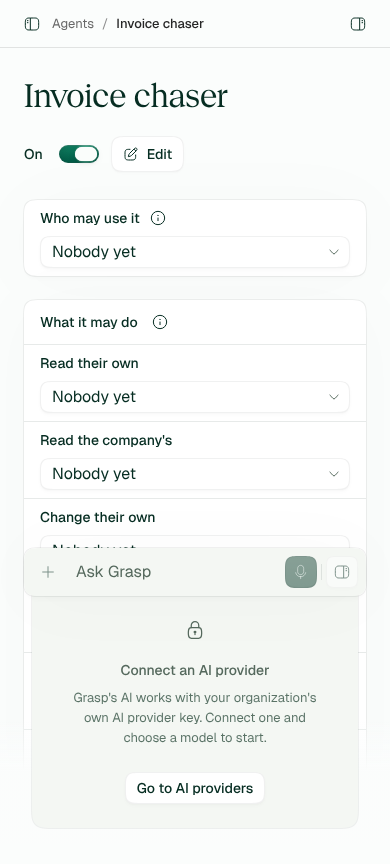 Agents / Invoice chaser
Invoice chaser
On
Edit
Who may use it
Nobody yet
What it may do
Read their own
Nobody yet
Read the company's
Nobody yet
Change their own
Ask Grasp
Connect an AI provider
Grasp's AI works with your organization's
own AI provider key. Connect one and
choose a model to start.
Go to AI providers